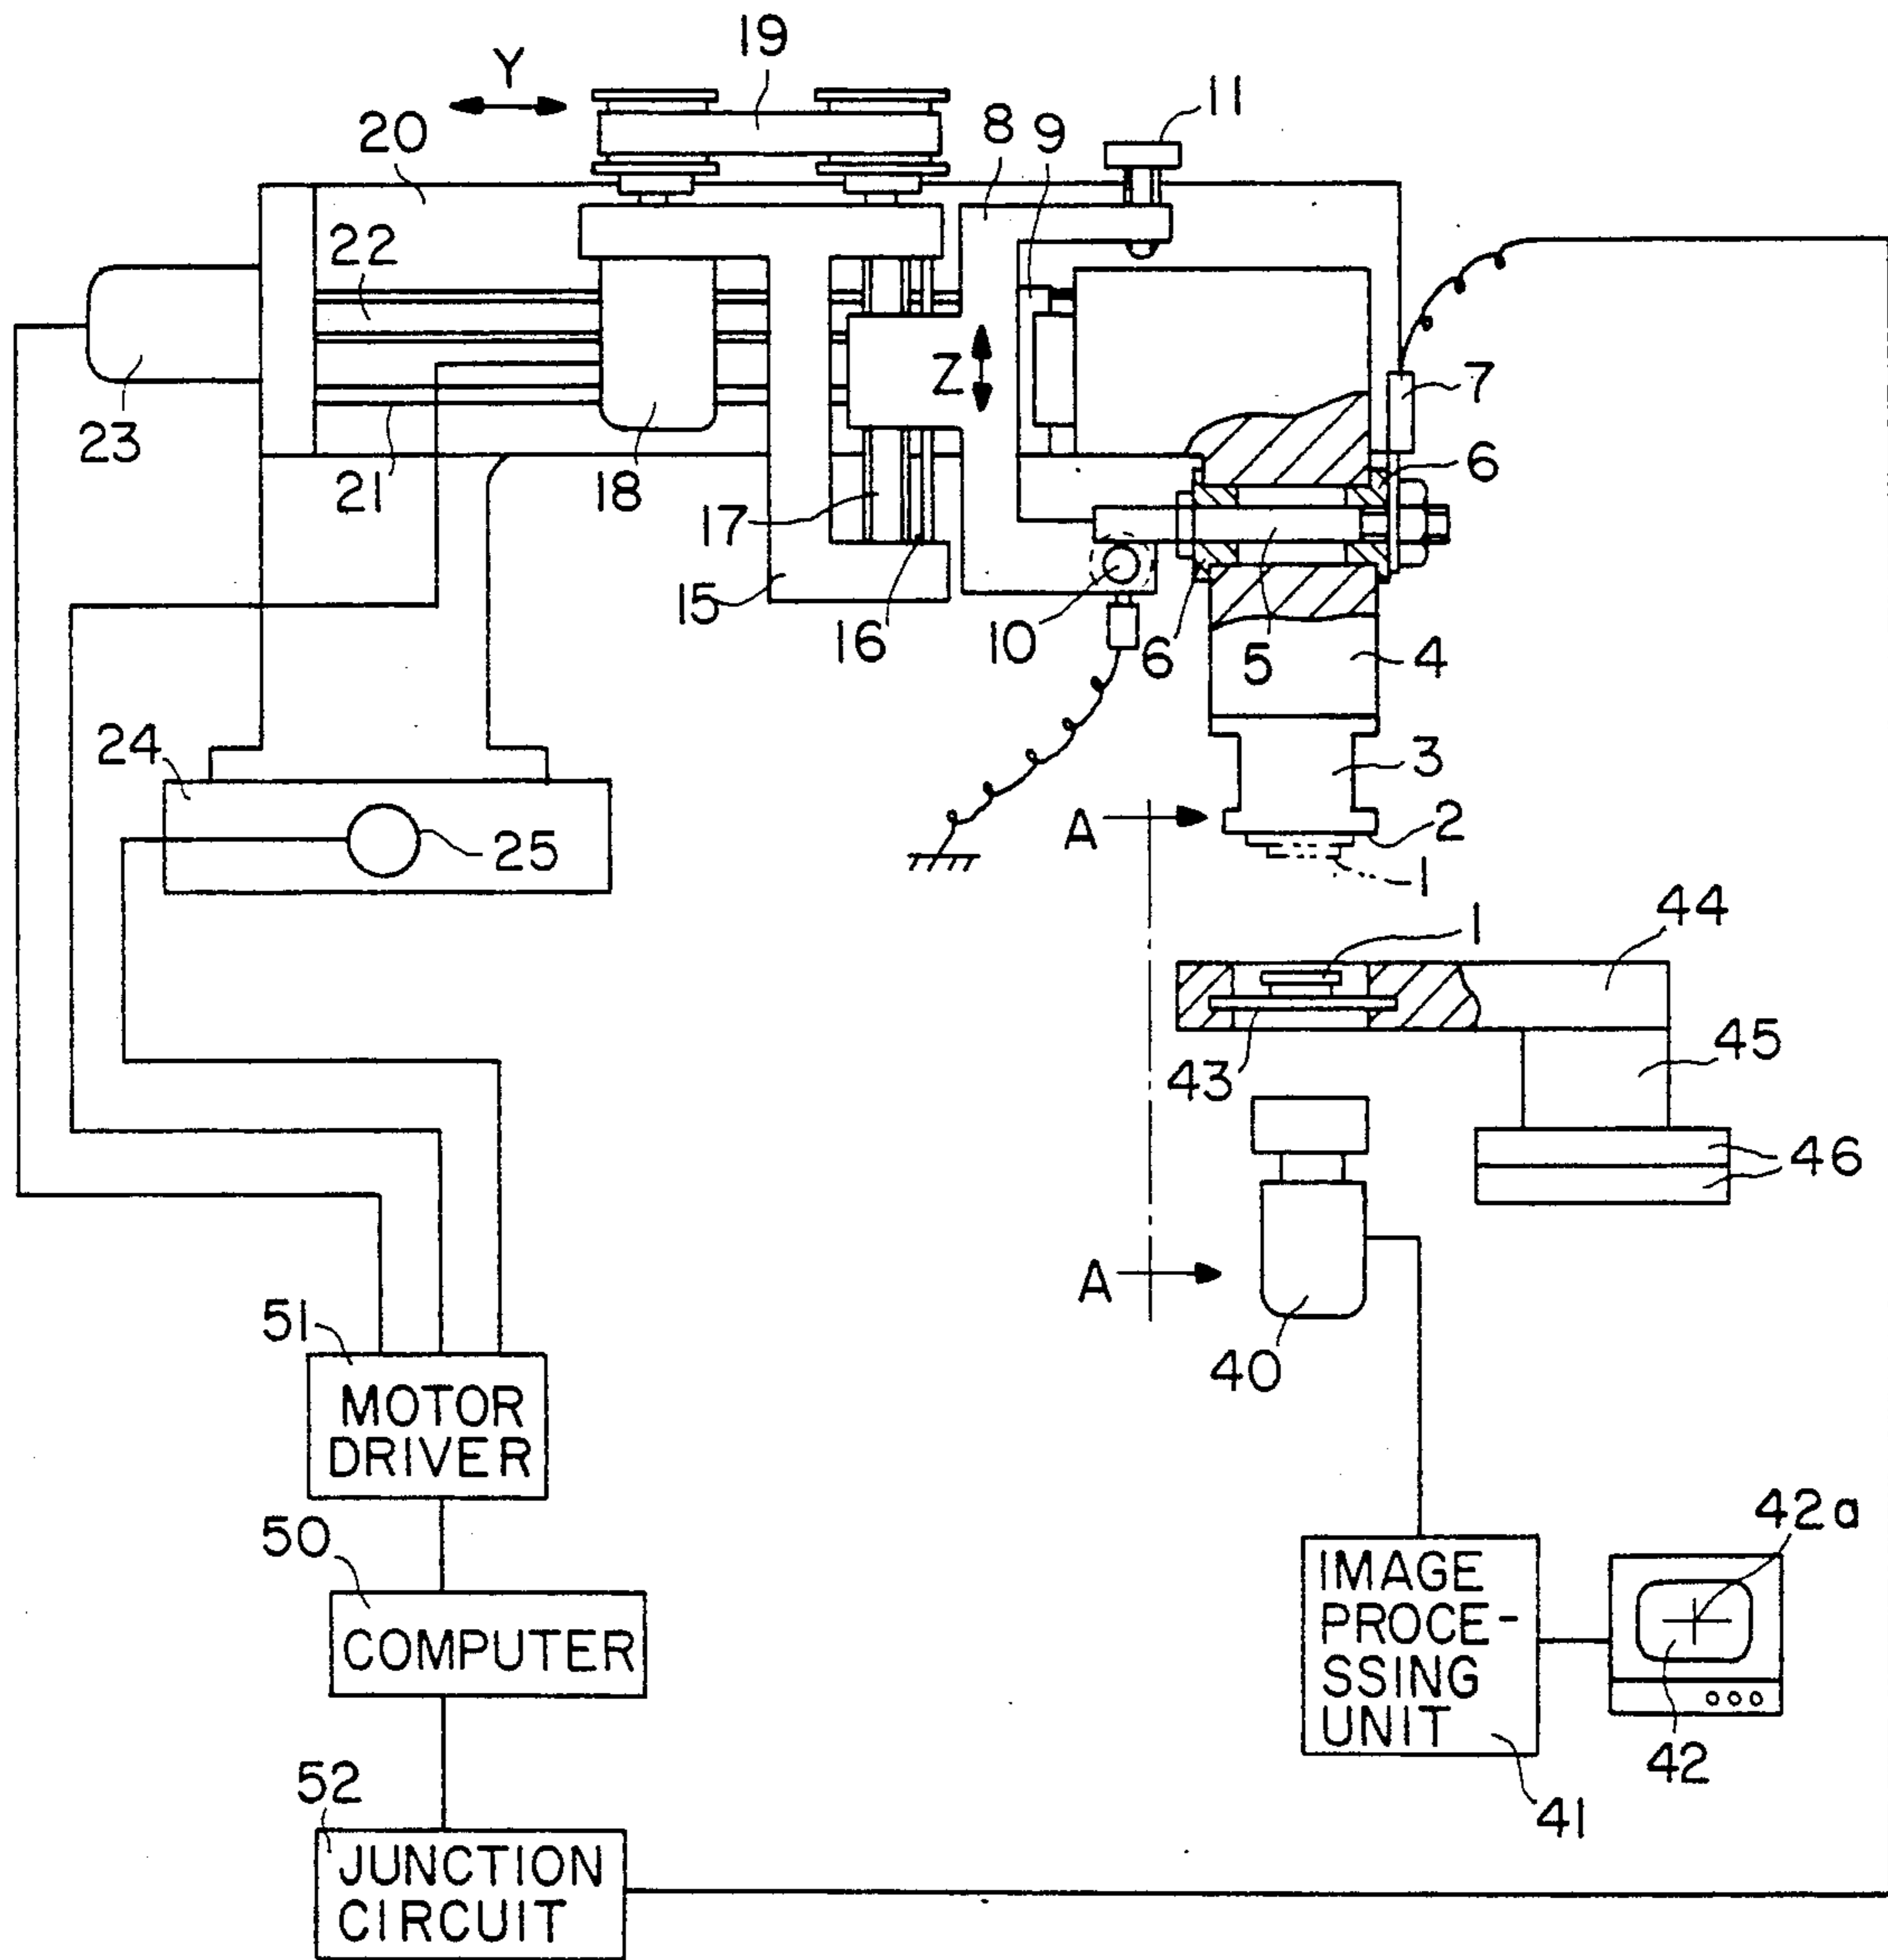 19
Y
11
8
9
20
22
Z
7
23
21
18
6
17
15
16
10
6
5
4
24
3
A
2
25
1
1
44
45
43
46
A
40
51
MOTOR
DRIVER
50
42a
IMAGE
PROCE-
SSING
UNIT
COMPUTER
42
52
41
JUNCTION
CIRCUIT